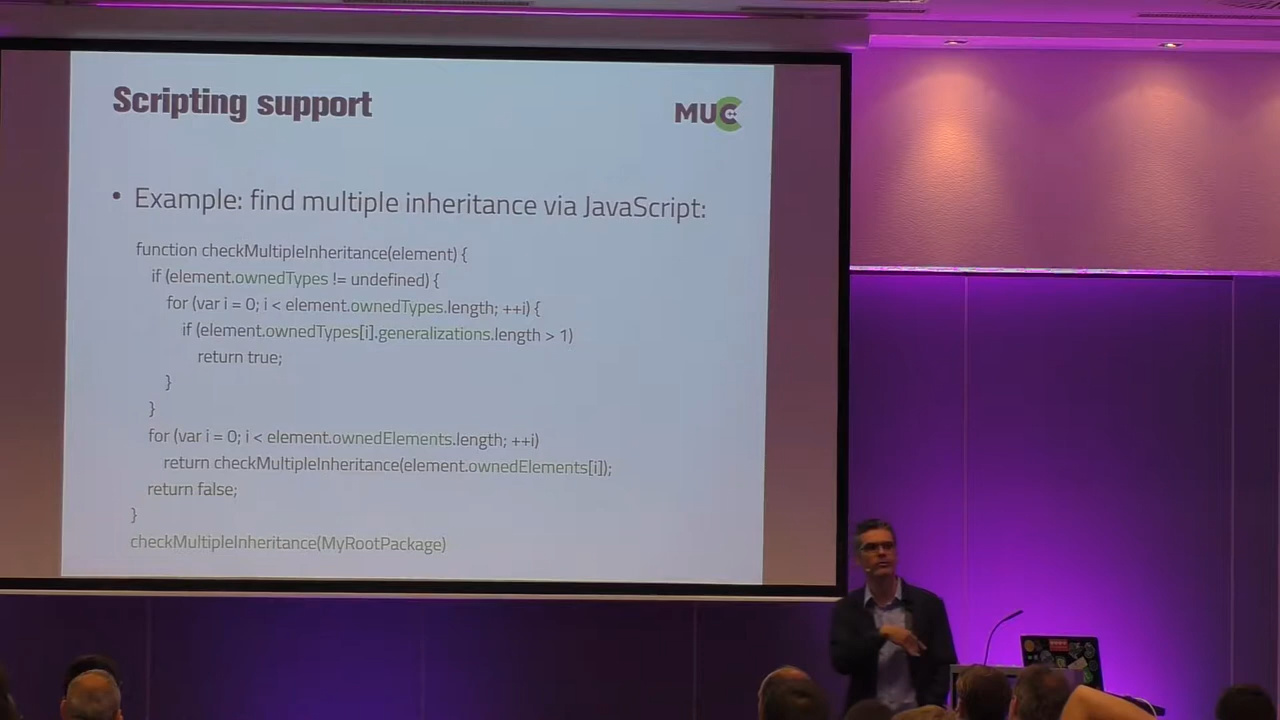 Scripting support
MUC++
• Example: find multiple inheritance via JavaScript:
function checkMultipleInheritance(element) {
if (element.ownedTypes != undefined) {
for (var i = 0; i < element.ownedTypes.length; ++i) {
if (element.ownedTypes[i].generalizations.length > 1)
return true;
}
}
for (var i = 0; i < element.ownedElements.length; ++i)
return checkMultipleInheritance(element.ownedElements[i]);
return false;
}
checkMultipleInheritance(MyRootPackage)